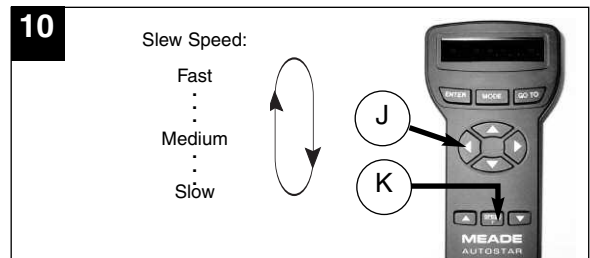 10
Slew Speed:
Fast
Medium
Slow
J
K
ENTER MODE GO TO
MEADE
AUTOSTAR